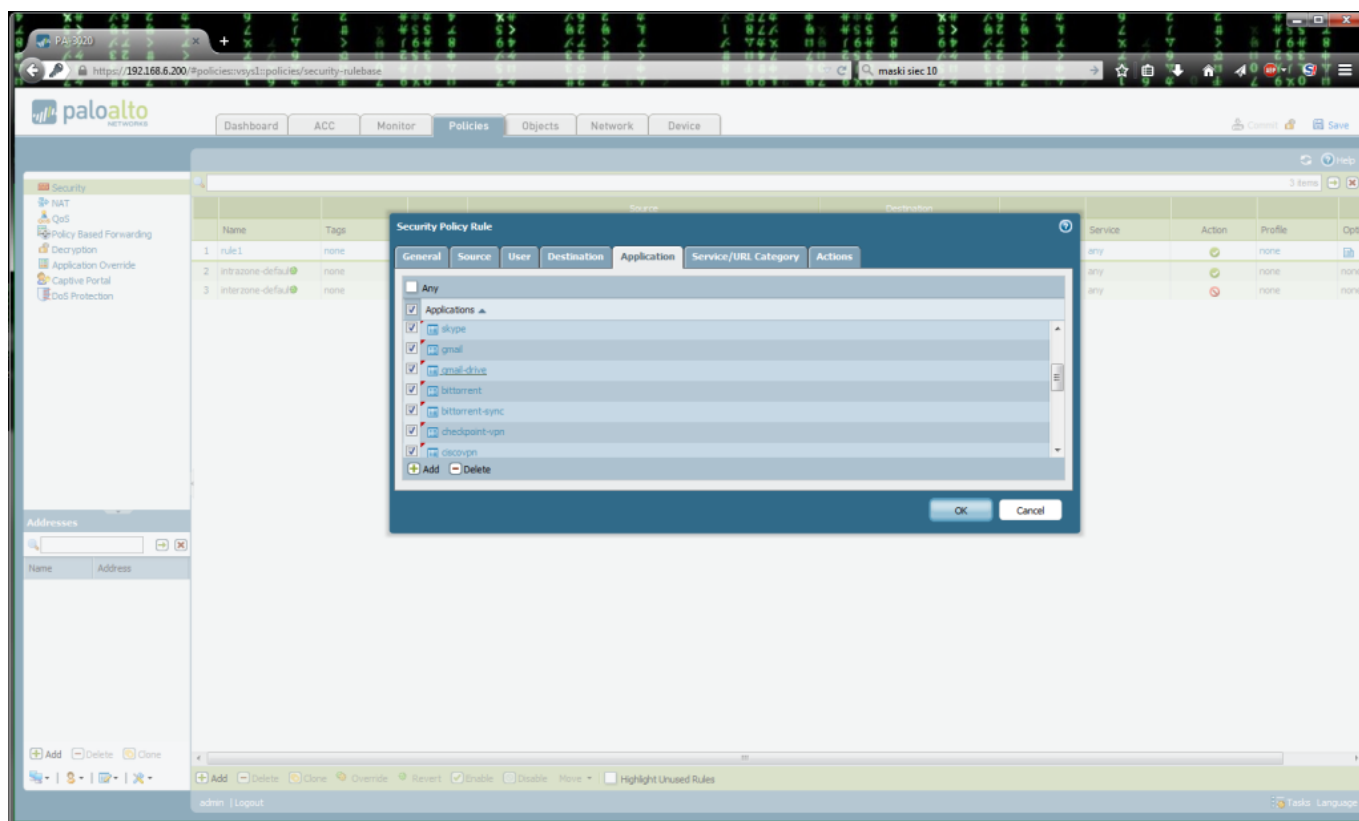 PA-3020
https://192.168.6.200/#policies::vsys1::policies/security-rulebase
maski siec 10
paloalto
NETWORKS
Dashboard ACC Monitor Policies Objects Network Device
Commit Save
Help
Security
NAT
QoS
Policy Based Forwarding
Decryption
Application Override
Captive Portal
DoS Protection
3 items
Source Destination
Name Tags Service Action Profile Opt
1 rule1 none any none
2 intrazone-defaul none any none none
3 interzone-defaul none any none none
Security Policy Rule
General Source User Destination Application Service/URL Category Actions
Any
Applications
skype
gmail
gmail-drive
bittorrent
bittorrent-sync
checkpoint-vpn
ciscovpn
Add Delete
OK Cancel
Addresses
Name Address
Add Delete Clone
Add Delete Clone Override Revert Enable Disable Move Highlight Unused Rules
admin | Logout
Tasks Language